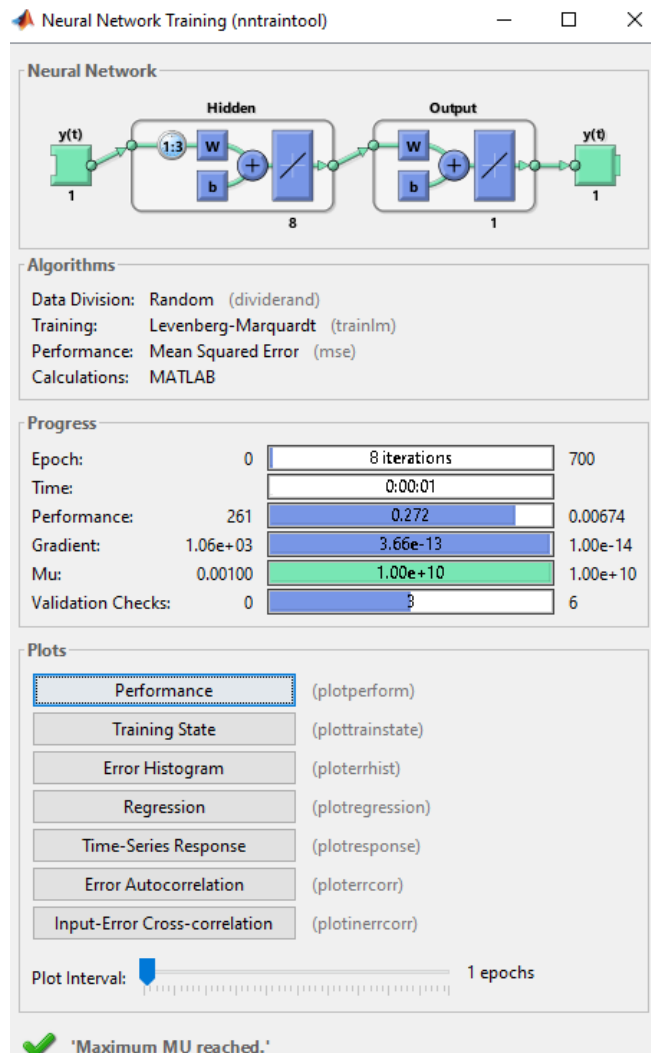 Neural Network Training (nntraintool)
Neural Network
Hidden Output
y(t) 1:3 W b W b y(t)
1 8 1 1
Algorithms
Data Division: Random (dividerand)
Training: Levenberg-Marquardt (trainlm)
Performance: Mean Squared Error (mse)
Calculations: MATLAB
Progress
Epoch: 0 8 iterations 700
Time: 0:00:01
Performance: 261 0.272 0.00674
Gradient: 1.06e+03 3.66e-13 1.00e-14
Mu: 0.00100 1.00e+10 1.00e+10
Validation Checks: 0 3 6
Plots
Performance (plotperform)
Training State (plottrainstate)
Error Histogram (ploterrhist)
Regression (plotregression)
Time-Series Response (plotresponse)
Error Autocorrelation (ploterrcorr)
Input-Error Cross-correlation (plotinerrcorr)
Plot Interval: 1 epochs
'Maximum MU reached.'